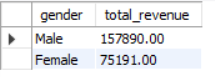 gender total_revenue
Male 157890.00
Female 75191.00